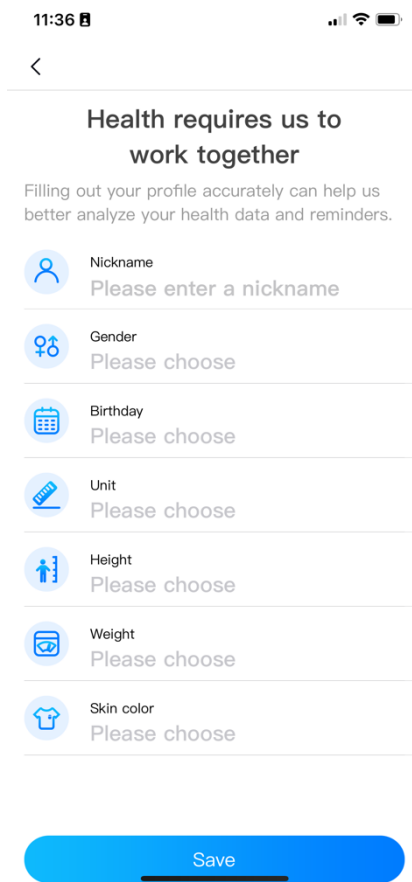 11:36
Health requires us to
work together
Filling out your profile accurately can help us
better analyze your health data and reminders.
Nickname
Please enter a nickname
Gender
Please choose
Birthday
Please choose
Unit
Please choose
Height
Please choose
Weight
Please choose
Skin color
Please choose
Save